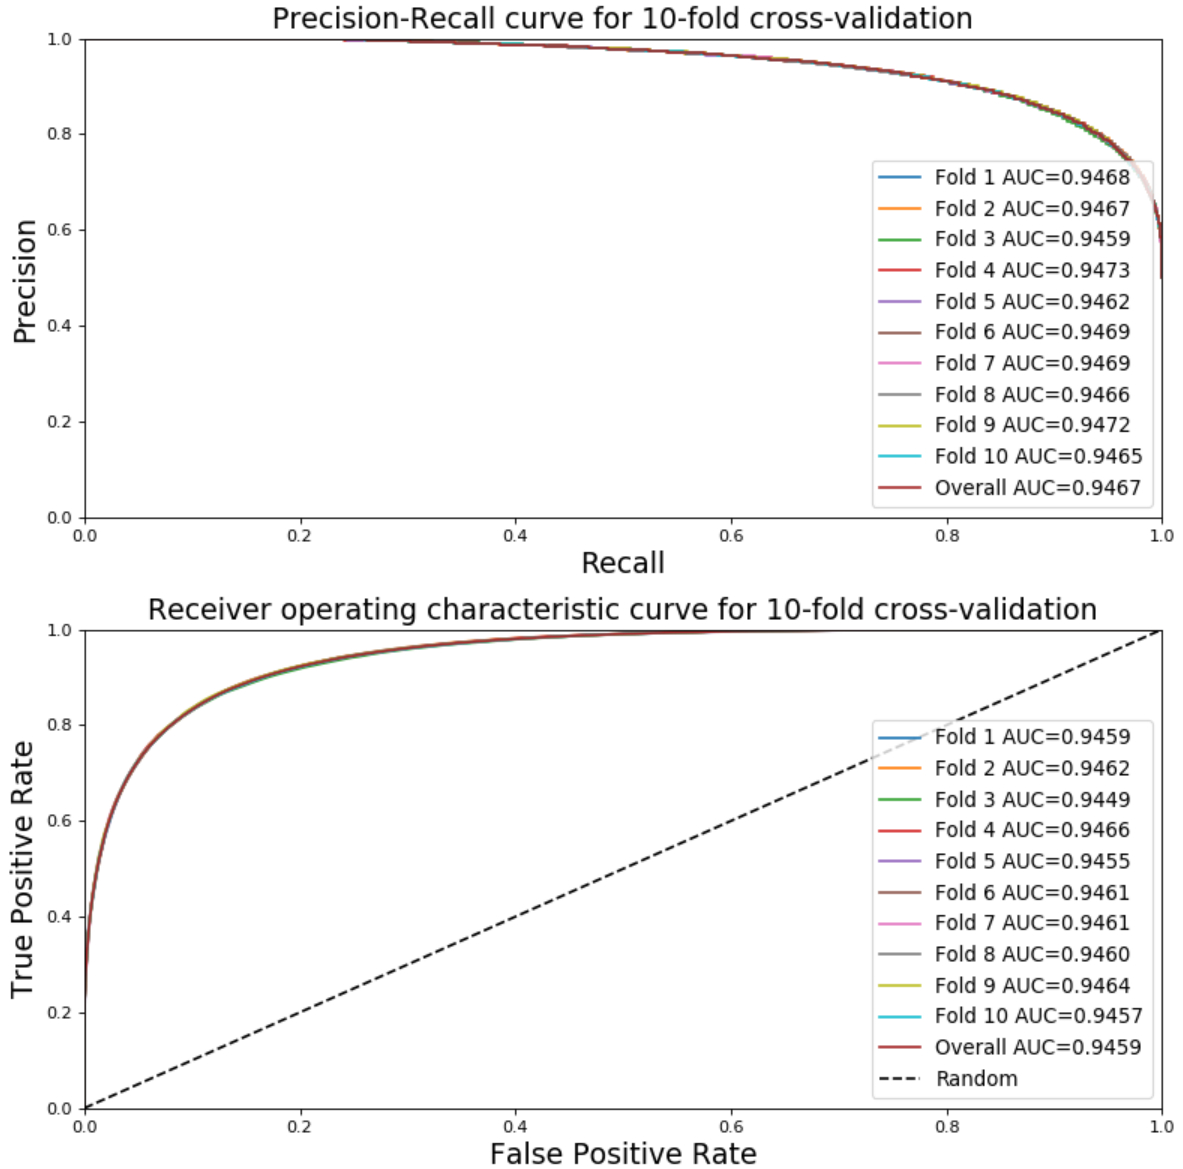 Precision-Recall curve for 10-fold cross-validation
1.0
0.8
0.6
0.4
0.2
0.0
Precision
Fold 1 AUC=0.9468
Fold 2 AUC=0.9467
Fold 3 AUC=0.9459
Fold 4 AUC=0.9473
Fold 5 AUC=0.9462
Fold 6 AUC=0.9469
Fold 7 AUC=0.9469
Fold 8 AUC=0.9466
Fold 9 AUC=0.9472
Fold 10 AUC=0.9465
Overall AUC=0.9467
0.0 0.2 0.4 0.6 0.8 1.0
Recall
Receiver operating characteristic curve for 10-fold cross-validation
1.0
0.8
0.6
0.4
0.2
0.0
True Positive Rate
Fold 1 AUC=0.9459
Fold 2 AUC=0.9462
Fold 3 AUC=0.9449
Fold 4 AUC=0.9466
Fold 5 AUC=0.9455
Fold 6 AUC=0.9461
Fold 7 AUC=0.9461
Fold 8 AUC=0.9460
Fold 9 AUC=0.9464
Fold 10 AUC=0.9457
Overall AUC=0.9459
Random
0.0 0.2 0.4 0.6 0.8 1.0
False Positive Rate